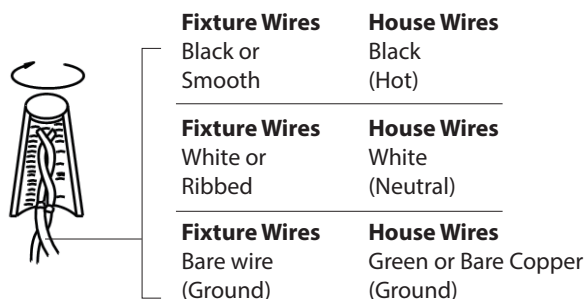 Fixture Wires House Wires
Black or Black
Smooth (Hot)
Fixture Wires House Wires
White or White
Ribbed (Neutral)
Fixture Wires House Wires
Bare wire Green or Bare Copper
(Ground) (Ground)